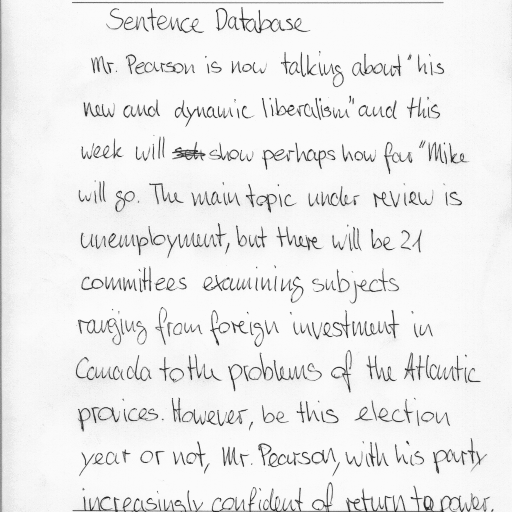 Sentence Database
Mr. Pearson is now talking about "his
new and dynamic liberalism" and this
week will show perhaps how far "Mike
will go. The main topic under review is
unemployment, but there will be 21
committees examining subjects
ranging from foreign investment in
Canada to the problems of the Atlantic
provices. However, be this election
year or not, Mr. Pearson, with his party
increasingly confident of return to power.